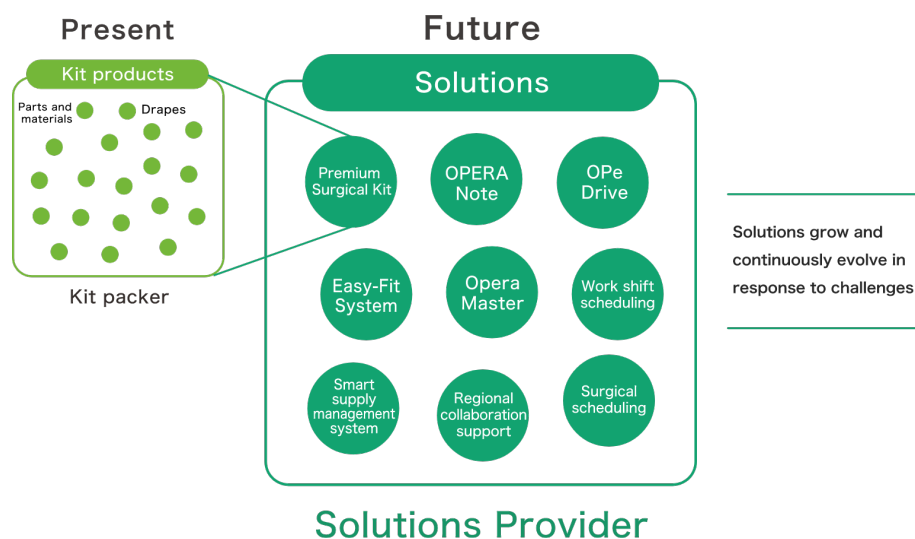 Present
Kit products
Parts and
materials
Drapes
Kit packer
Future
Solutions
Premium
Surgical Kit
OPERA
Note
OPe
Drive
Easy-Fit
System
Opera
Master
Work shift
scheduling
Smart
supply
management
system
Regional
collaboration
support
Surgical
scheduling
Solutions Provider
Solutions grow and
continuously evolve in
response to challenges